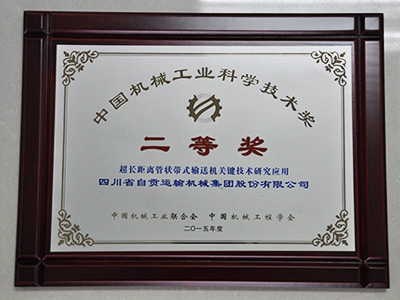 中国机械工业科学技术奖
二等奖
超长距离管状带式输送机关键技术研究应用
四川省自贡运输机械集团股份有限公司
中国机械工业联合会 中国机械工程学会
二〇一五年度